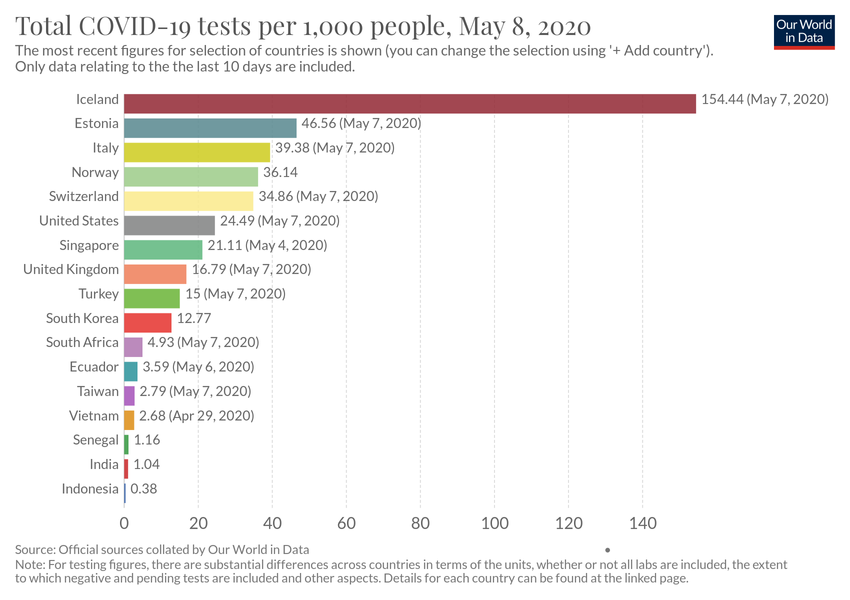 Total COVID-19 tests per 1,000 people, May 8, 2020
Our World
in Data
The most recent figures for selection of countries is shown (you can change the selection using '+ Add country').
Only data relating to the the last 10 days are included.
Iceland 154.44 (May 7, 2020)
Estonia 46.56 (May 7, 2020)
Italy 39.38 (May 7, 2020)
Norway 36.14
Switzerland 34.86 (May 7, 2020)
United States 24.49 (May 7, 2020)
Singapore 21.11 (May 4, 2020)
United Kingdom 16.79 (May 7, 2020)
Turkey 15 (May 7, 2020)
South Korea 12.77
South Africa 4.93 (May 7, 2020)
Ecuador 3.59 (May 6, 2020)
Taiwan 2.79 (May 7, 2020)
Vietnam 2.68 (Apr 29, 2020)
Senegal 1.16
India 1.04
Indonesia 0.38
0 20 40 60 80 100 120 140
Source: Official sources collated by Our World in Data
Note: For testing figures, there are substantial differences across countries in terms of the units, whether or not all labs are included, the extent
to which negative and pending tests are included and other aspects. Details for each country can be found at the linked page.